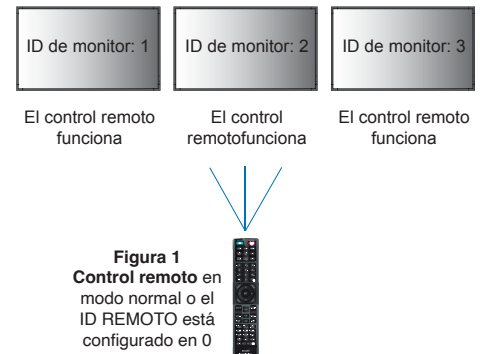 ID de monitor: 1
ID de monitor: 2
ID de monitor: 3
El control remoto
funciona
El control
remotofunciona
El control remoto
funciona
Figura 1
Control remoto en
modo normal o el
ID REMOTO está
configurado en 0